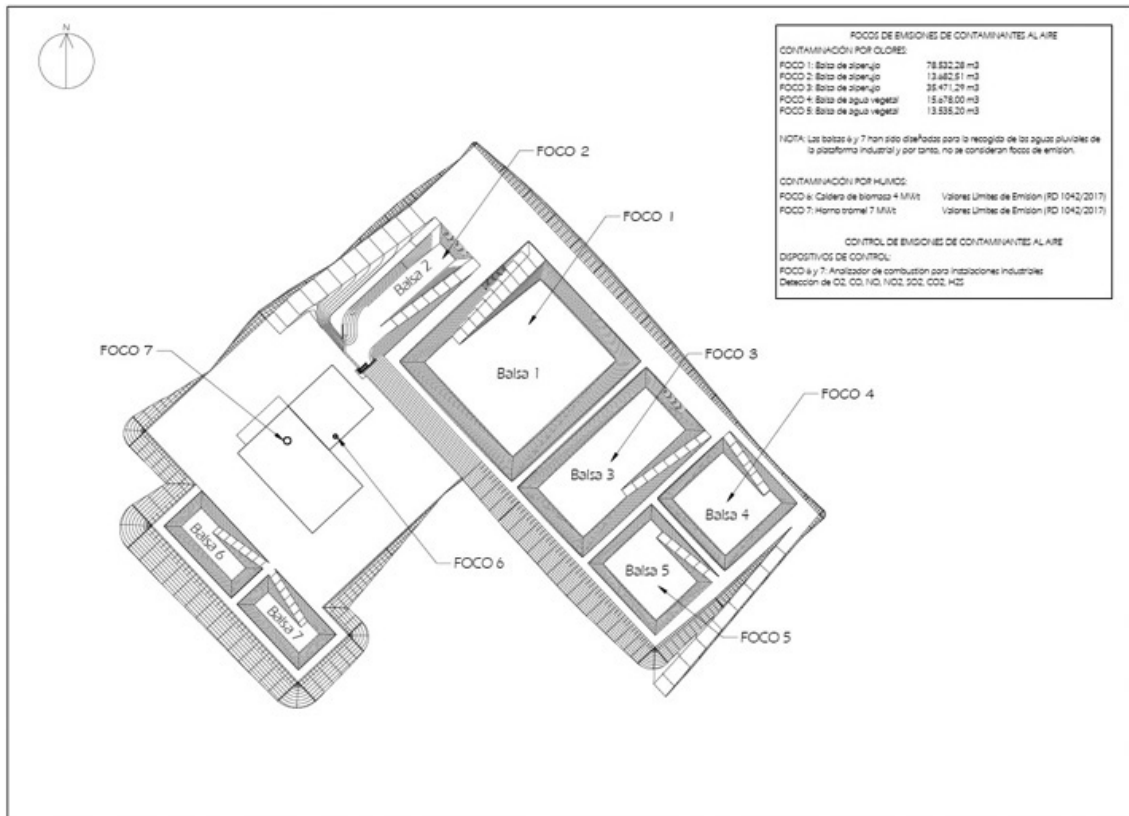 N
FOCOS DE EMISIONES DE CONTAMINANTES AL AIRE
CONTAMINACIÓN POR OLORES:
FOCO 1: Balsa de alperujo 78.532,28 m3
FOCO 2: Balsa de alperujo 13.682,51 m3
FOCO 3: Balsa de alperujo 35.471,29 m3
FOCO 4: Balsa de agua vegetal 15.678,00 m3
FOCO 5: Balsa de agua vegetal 13.535,20 m3
NOTA: Las balsas 6 y 7 han sido diseñadas para la recogida de las aguas pluviales de
la plataforma industrial y por tanto, no se consideran focos de emisión.
CONTAMINACIÓN POR HUMOS:
FOCO 6: Caldera de biomasa 4 MWt Valores Límites de Emisión (RD 1042/2017)
FOCO 7: Horno trómel 7 MWt Valores Límites de Emisión (RD 1042/2017)
CONTROL DE EMISIONES DE CONTAMINANTES AL AIRE
DISPOSITIVOS DE CONTROL:
FOCO 6 y 7: Analizador de combustión para instalaciones industriales
Detección de O2, CO, NO, NO2, SO2, CO2, H2S
FOCO 2
FOCO 1
Balsa 2
FOCO 7
FOCO 3
Balsa 1
FOCO 4
Balsa 3
Balsa 4
Balsa 6
FOCO 6
Balsa 5
Balsa 7
FOCO 5